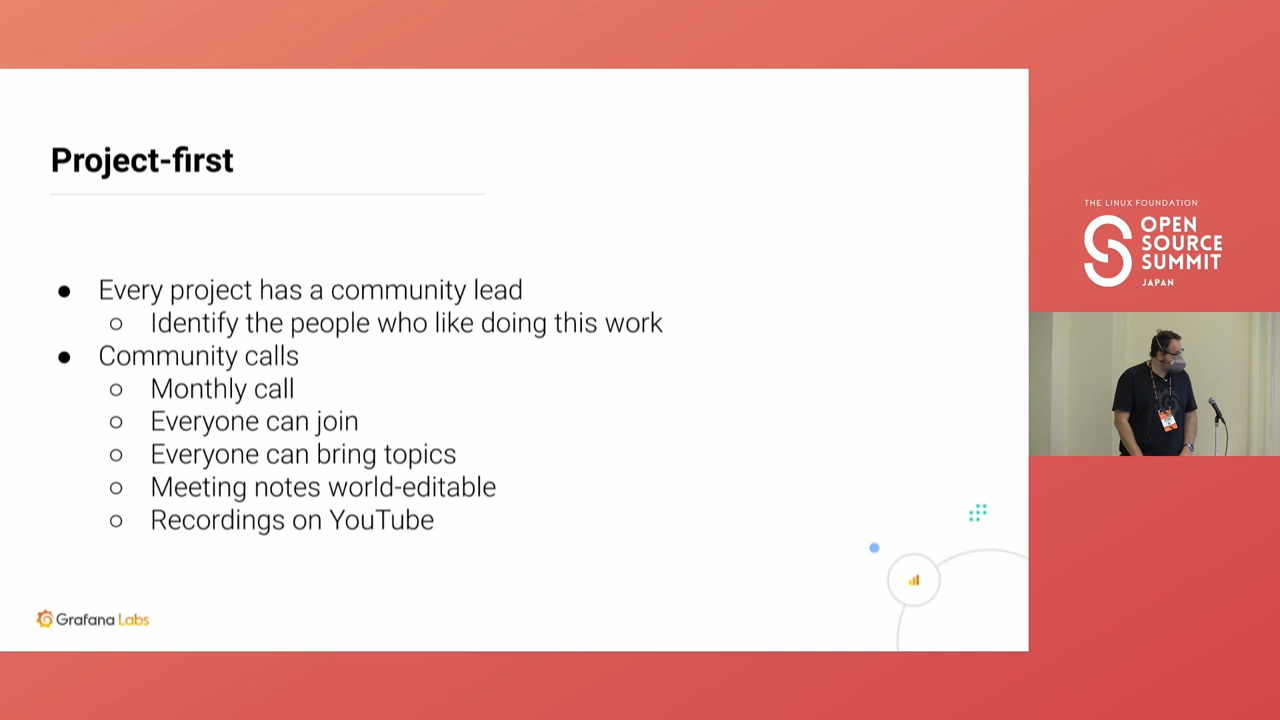 Project-first
● Every project has a community lead
○ Identify the people who like doing this work
● Community calls
○ Monthly call
○ Everyone can join
○ Everyone can bring topics
○ Meeting notes world-editable
○ Recordings on YouTube
Grafana Labs
THE LINUX FOUNDATION
OPEN
SOURCE
SUMMIT
JAPAN